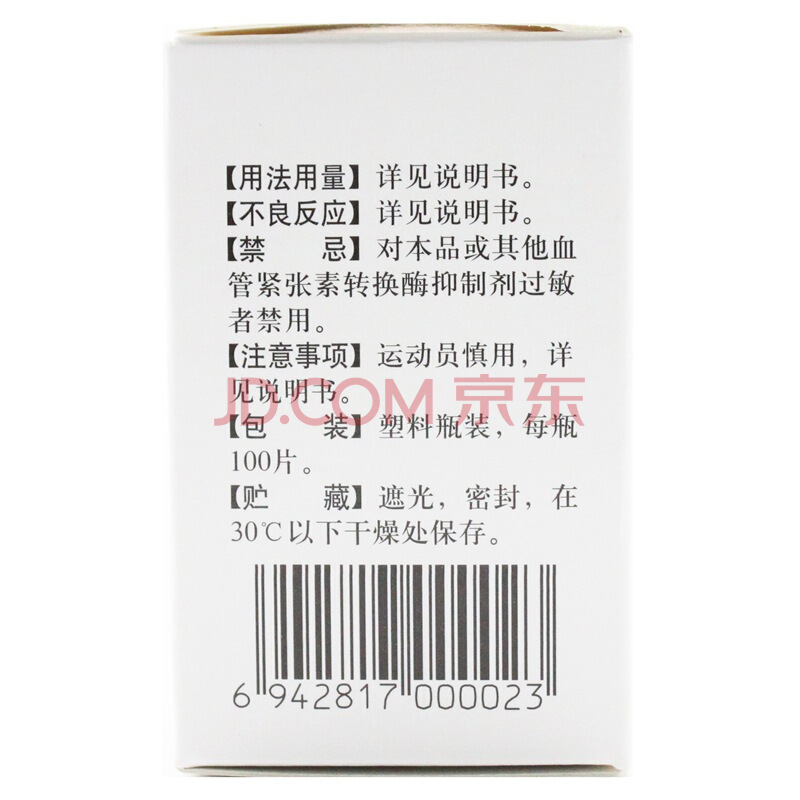 【用法用量】详见说明书。
【不良反应】详见说明书。
【禁 忌】对本品或其他血
管紧张素转换酶抑制剂过敏
者禁用。
【注意事项】运动员慎用，详
见说明书。
JD.COM 京东
【包 装】塑料瓶装，每瓶
100片。
【贮 藏】遮光，密封，在
30℃以下干燥处保存。
6 942817 000023